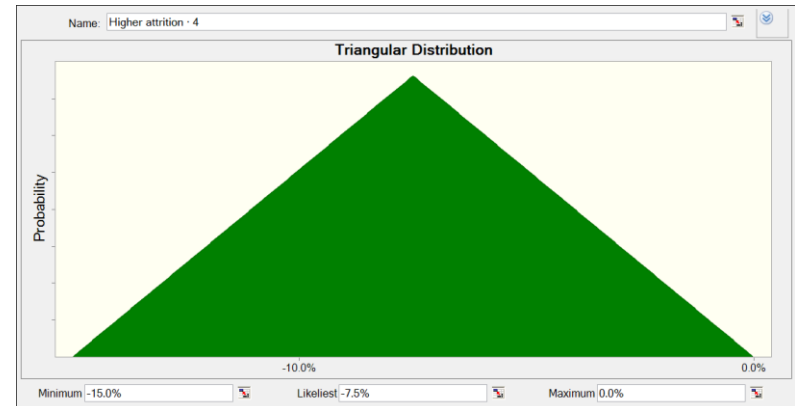 Name: Higher attrition · 4
Triangular Distribution
Probability
-10.0% 0.0%
Minimum -15.0% Likeliest -7.5% Maximum 0.0%